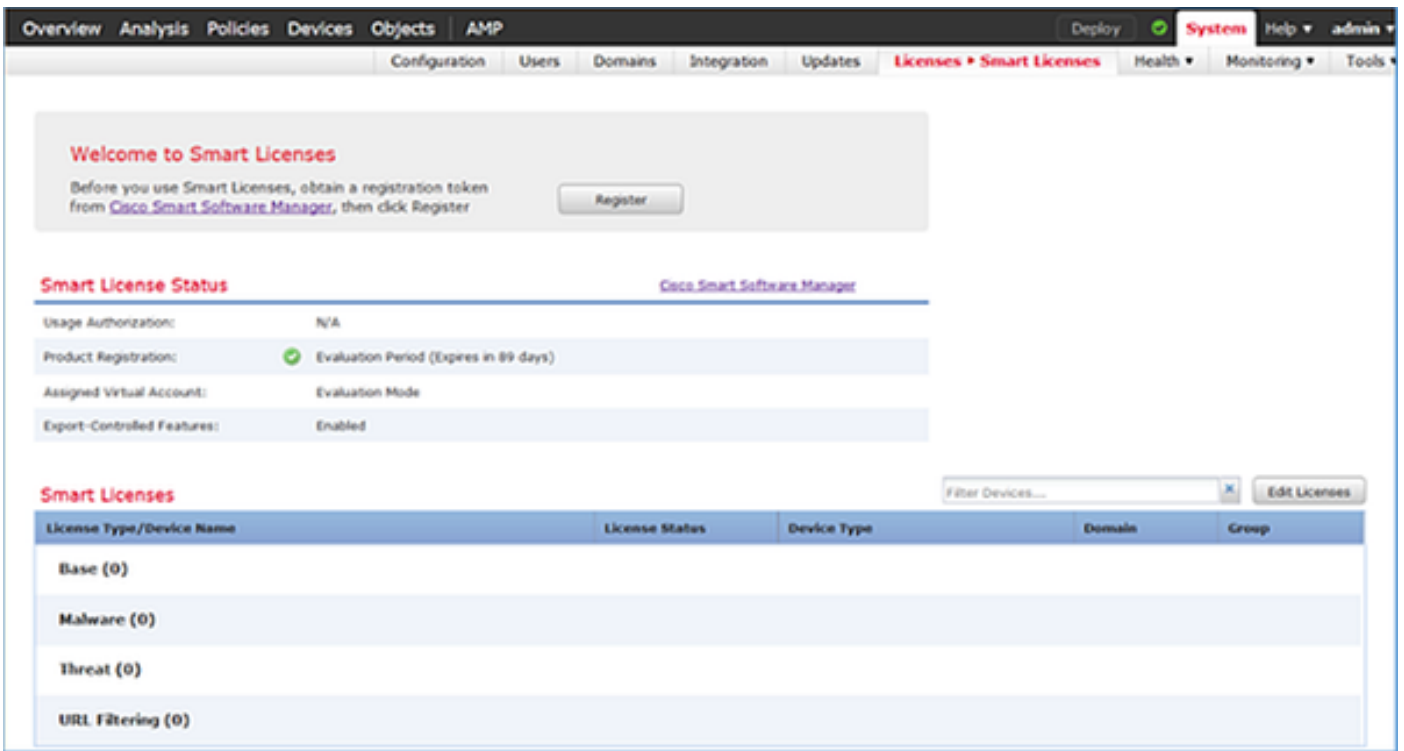 Overview Analysis Policies Devices Objects AMP Deploy System Help ▾ admin ▾
Configuration Users Domains Integration Updates Licenses ▸ Smart Licenses Health ▾ Monitoring ▾ Tools ▾
Welcome to Smart Licenses
Before you use Smart Licenses, obtain a registration token
from Cisco Smart Software Manager, then click Register
Register
Smart License Status Cisco Smart Software Manager
Usage Authorization: N/A
Product Registration: Evaluation Period (Expires in 89 days)
Assigned Virtual Account: Evaluation Mode
Export-Controlled Features: Enabled
Smart Licenses Filter Devices... × Edit Licenses
License Type/Device Name License Status Device Type Domain Group
Base (0)
Malware (0)
Threat (0)
URL Filtering (0)